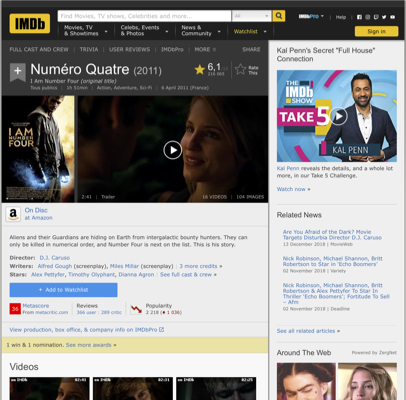 IMDb
Find Movies, TV shows, Celebrities and more...
All
IMDbPro
Help
Movies, TV & Showtimes
Celebs, Events & Photos
News & Community
Watchlist
Sign in
FULL CAST AND CREW | TRIVIA | USER REVIEWS | IMDbPro | MORE
SHARE
Numéro Quatre (2011)
I Am Number Four (original title)
Tous publics | 1h 51min | Action, Adventure, Sci-Fi | 6 April 2011 (France)
6,1
Rate This
I AM NUMBER FOUR
2:41 | Trailer
16 VIDEOS | 104 IMAGES
On Disc
at Amazon
Aliens and their Guardians are hiding on Earth from intergalactic bounty hunters. They can
only be killed in numerical order, and Number Four is next on the list. This is his story.
Director: D.J. Caruso
Writers: Alfred Gough (screenplay), Miles Millar (screenplay) | 3 more credits »
Stars: Alex Pettyfer, Timothy Olyphant, Dianna Agron | See full cast & crew »
+ Add to Watchlist
36
Metascore
From metacritic.com
Reviews
366 user | 289 critic
Popularity
2 218 (1 036)
View production, box office, & company info on IMDbPro
1 win & 1 nomination. See more awards »
Videos
IMDb
02:41
IMDb
02:31
IMDb
02:25
Kal Penn's Secret "Full House"
Connection
THE IMDb SHOW
TAKE 5
KAL PENN
Kal Penn reveals the details, and a whole lot
more, in our Take 5 Challenge.
Watch now »
Related News
Are You Afraid of the Dark? Movie
Targets Disturbia Director D.J. Caruso
13 December 2018 | MovieWeb
Nick Robinson, Michael Shannon, Britt
Robertson to Star in 'Echo Boomers'
02 November 2018 | Variety
Nick Robinson, Michael Shannon, Britt
Robertson & Alex Pettyfer To Star In
Thriller 'Echo Boomers'; Fortitude To Sell
– Afm
02 November 2018 | Deadline
See all related articles »
Around The Web
Powered by ZergNet